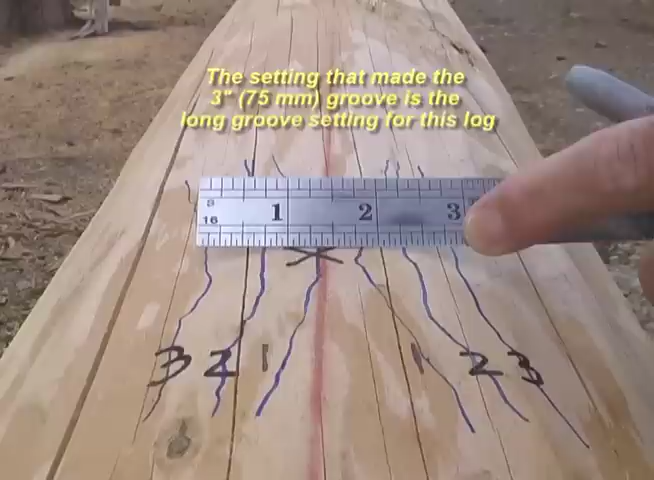 The setting that made the
3" (75 mm) groove is the
long groove setting for this log
8
16
1 2 3
3 2 1 1 2 3